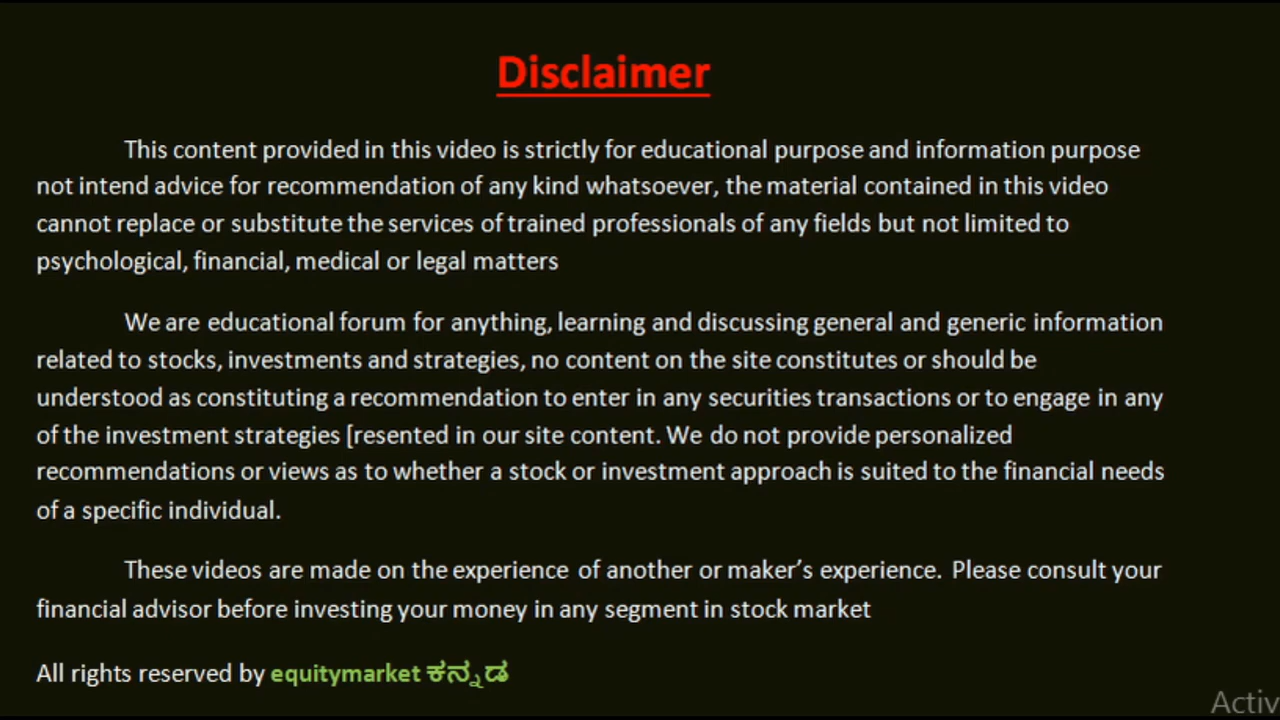 Disclaimer
This content provided in this video is strictly for educational purpose and information purpose
not intend advice for recommendation of any kind whatsoever, the material contained in this video
cannot replace or substitute the services of trained professionals of any fields but not limited to
psychological, financial, medical or legal matters
We are educational forum for anything, learning and discussing general and generic information
related to stocks, investments and strategies, no content on the site constitutes or should be
understood as constituting a recommendation to enter in any securities transactions or to engage in any
of the investment strategies [resented in our site content. We do not provide personalized
recommendations or views as to whether a stock or investment approach is suited to the financial needs
of a specific individual.
These videos are made on the experience of another or maker’s experience. Please consult your
financial advisor before investing your money in any segment in stock market
All rights reserved by equitymarket ಕನ್ನಡ
Activ